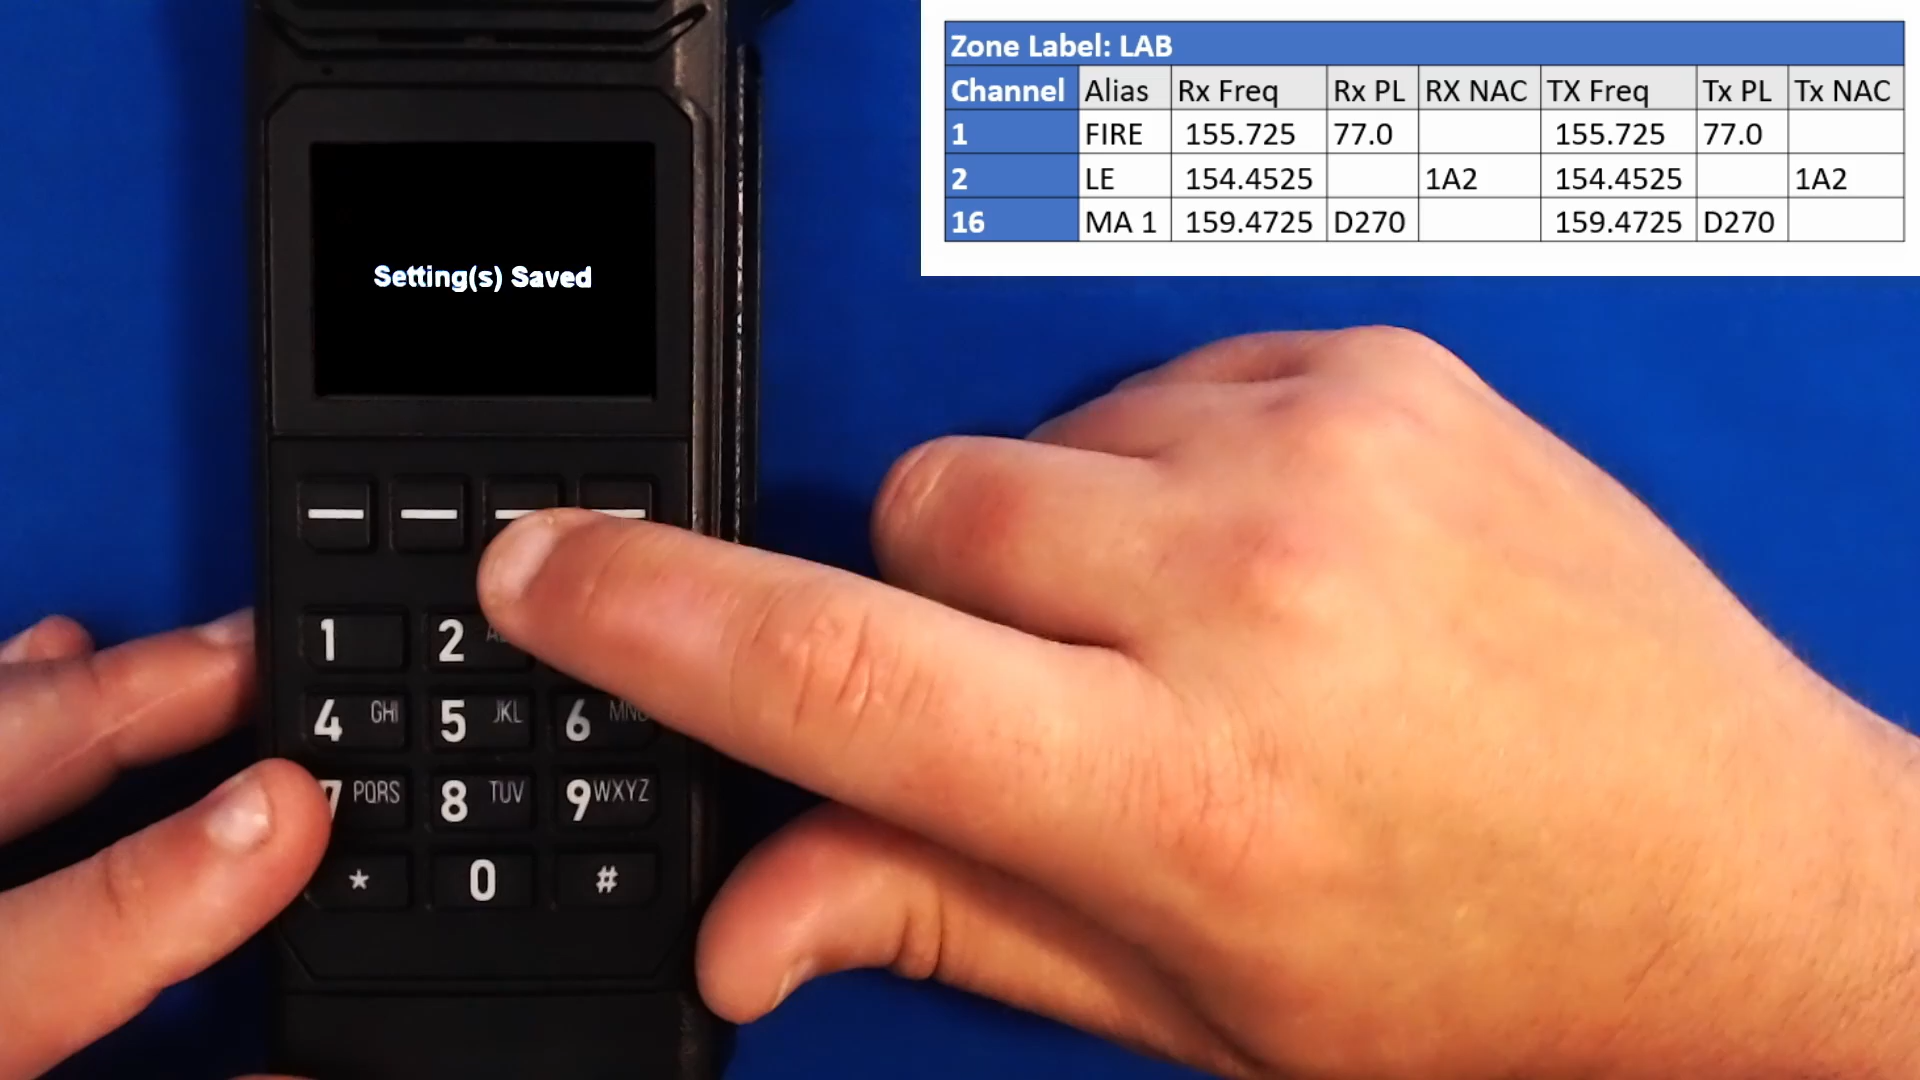 Zone Label: LAB
Channel Alias Rx Freq Rx PL RX NAC TX Freq Tx PL Tx NAC
1 FIRE 155.725 77.0 155.725 77.0
2 LE 154.4525 1A2 154.4525 1A2
16 MA 1 159.4725 D270 159.4725 D270
Setting(s) Saved
1 2
4 GHI 5 JKL 6
7 PQRS 8 TUV 9 WXYZ
* 0 #